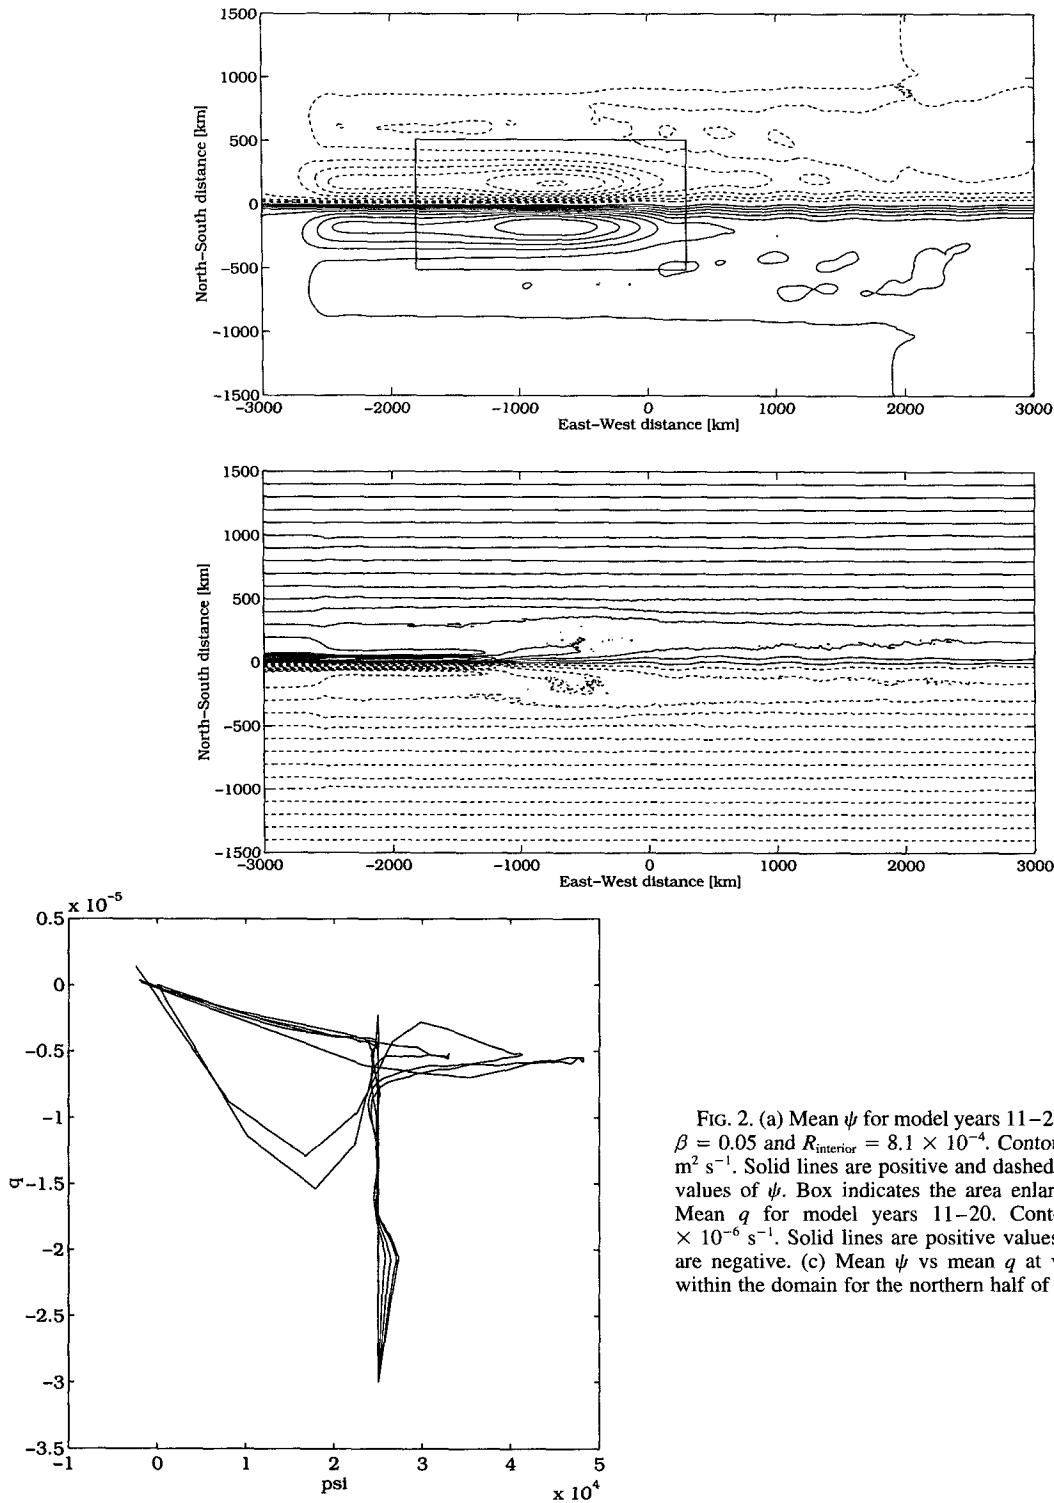 1500
1000
500
0
-500
-1000
-1500
North-South distance [km]
-3000 -2000 -1000 0 1000 2000 3000
East-West distance [km]
1500
1000
500
0
-500
-1000
-1500
North-South distance [km]
-3000 -2000 -1000 0 1000 2000 3000
East-West distance [km]
x 10⁻⁵
0.5
0
-0.5
-1
-1.5
-2
-2.5
-3
-3.5
q
-1 0 1 2 3 4 5
psi
x 10⁴
FIG. 2. (a) Mean ψ for model years 11–2
β = 0.05 and R_interior = 8.1 × 10⁻⁴. Conto
m² s⁻¹. Solid lines are positive and dashed
values of ψ. Box indicates the area enlar
Mean q for model years 11–20. Cont
× 10⁻⁶ s⁻¹. Solid lines are positive values
are negative. (c) Mean ψ vs mean q at v
within the domain for the northern half of